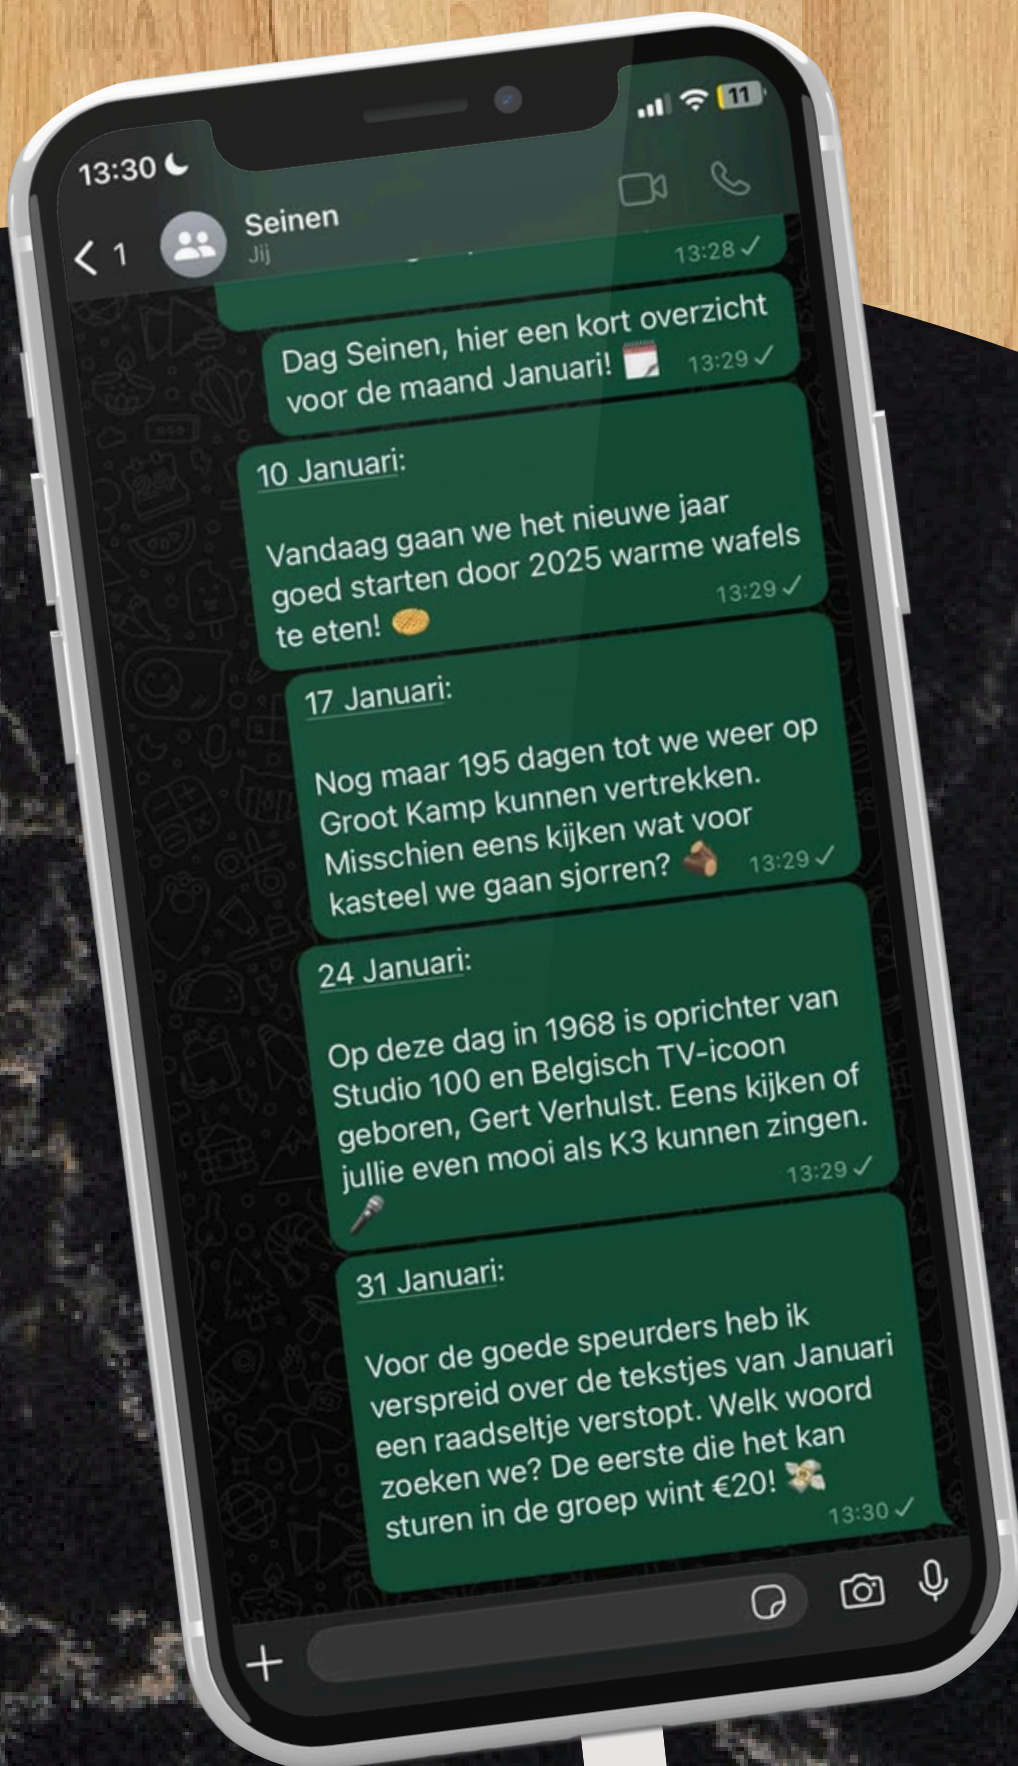 13:30
11
1
Seinen
Jij
13:28
Dag Seinen, hier een kort overzicht
voor de maand Januari!
13:29
10 Januari:
Vandaag gaan we het nieuwe jaar
goed starten door 2025 warme wafels
te eten!
13:29
17 Januari:
Nog maar 195 dagen tot we weer op
Groot Kamp kunnen vertrekken.
Misschien eens kijken wat voor
kasteel we gaan sjorren?
13:29
24 Januari:
Op deze dag in 1968 is oprichter van
Studio 100 en Belgisch TV-icoon
geboren, Gert Verhulst. Eens kijken of
jullie even mooi als K3 kunnen zingen.
13:29
31 Januari:
Voor de goede speurders heb ik
verspreid over de tekstjes van Januari
een raadseltje verstopt. Welk woord
zoeken we? De eerste die het kan
sturen in de groep wint €20!
13:30